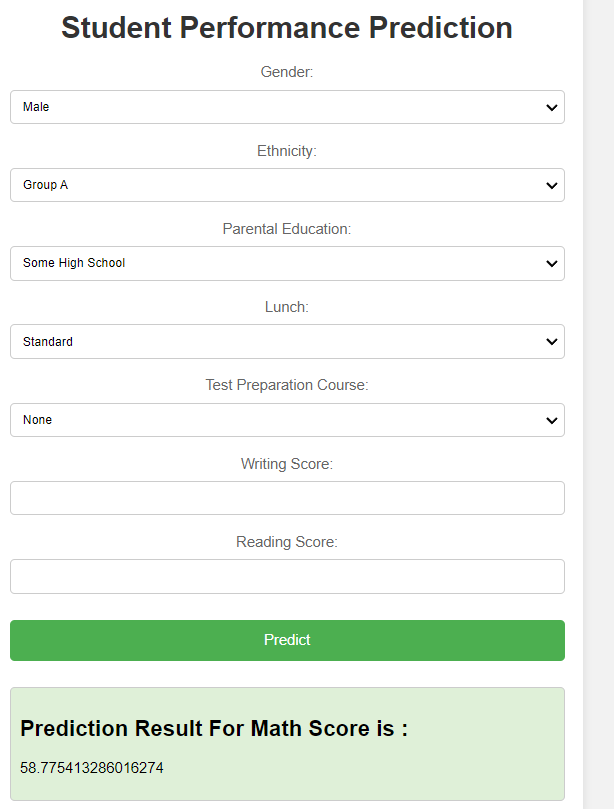 Student Performance Prediction
Gender:
Male
Ethnicity:
Group A
Parental Education:
Some High School
Lunch:
Standard
Test Preparation Course:
None
Writing Score:
Reading Score:
Predict
Prediction Result For Math Score is :
58.775413286016274